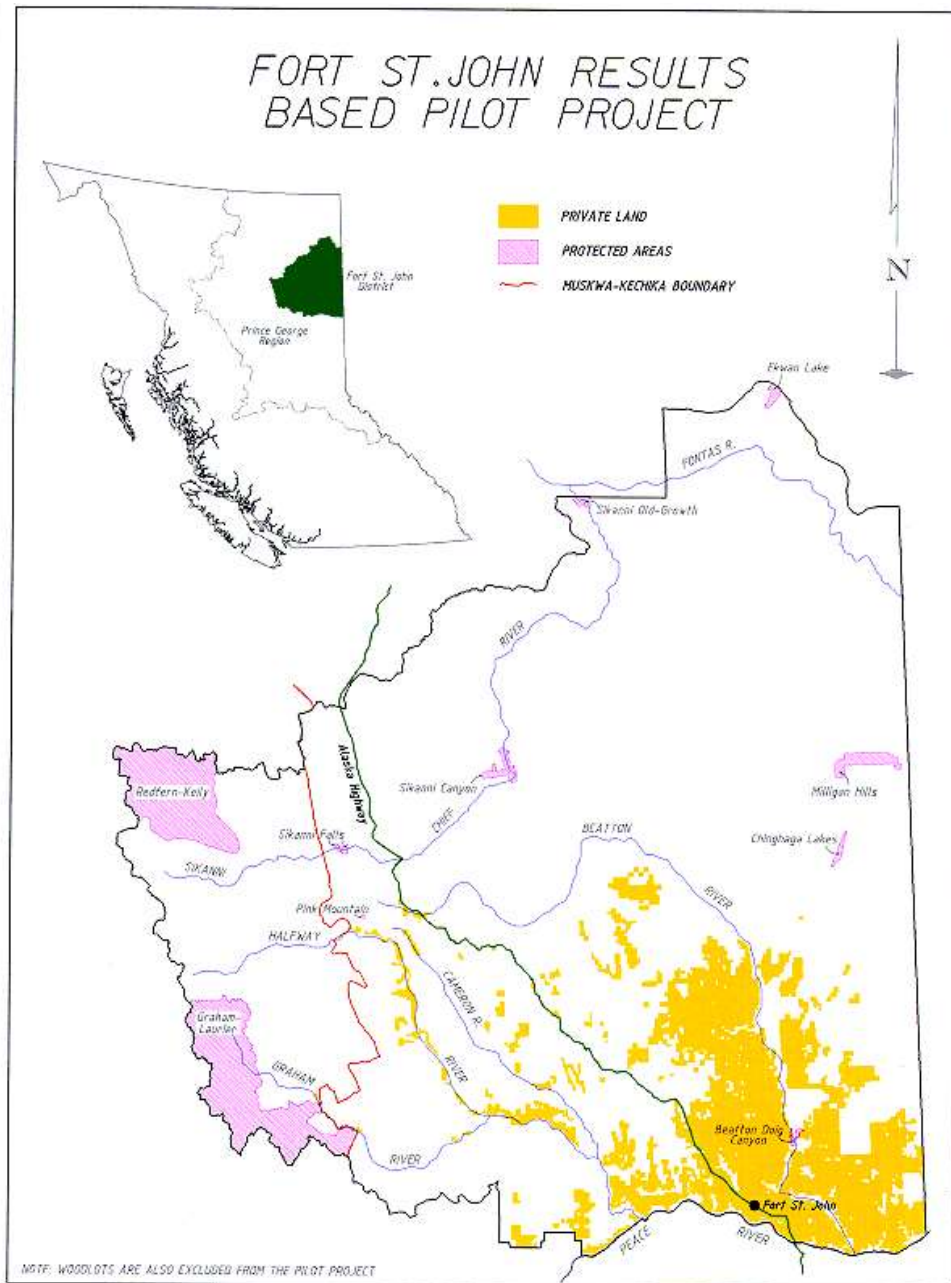 FORT ST.JOHN RESULTS
BASED PILOT PROJECT
PRIVATE LAND
PROTECTED AREAS
MUSKWA-KECHIKA BOUNDARY
N
Fort St. John
District
Prince George
Region
Ekwan Lake
FONTAS R.
Sikanni Old-Growth
RIVER
Alaska Highway
Redfern-Keily
Sikanni Canyon
CHIEF
Milligan Hills
Sikanni Falls
BEATTON
Chinghaga Lakes
SIKANNI
RIVER
Pink Mountain
HALFWAY
CAMERON R.
Graham-
Laurier
GRAHAM
RIVER
Beatton Doig
Canyon
RIVER
Fort St. John
PEACE
RIVER
NOTE: WOODLOTS ARE ALSO EXCLUDED FROM THE PILOT PROJECT